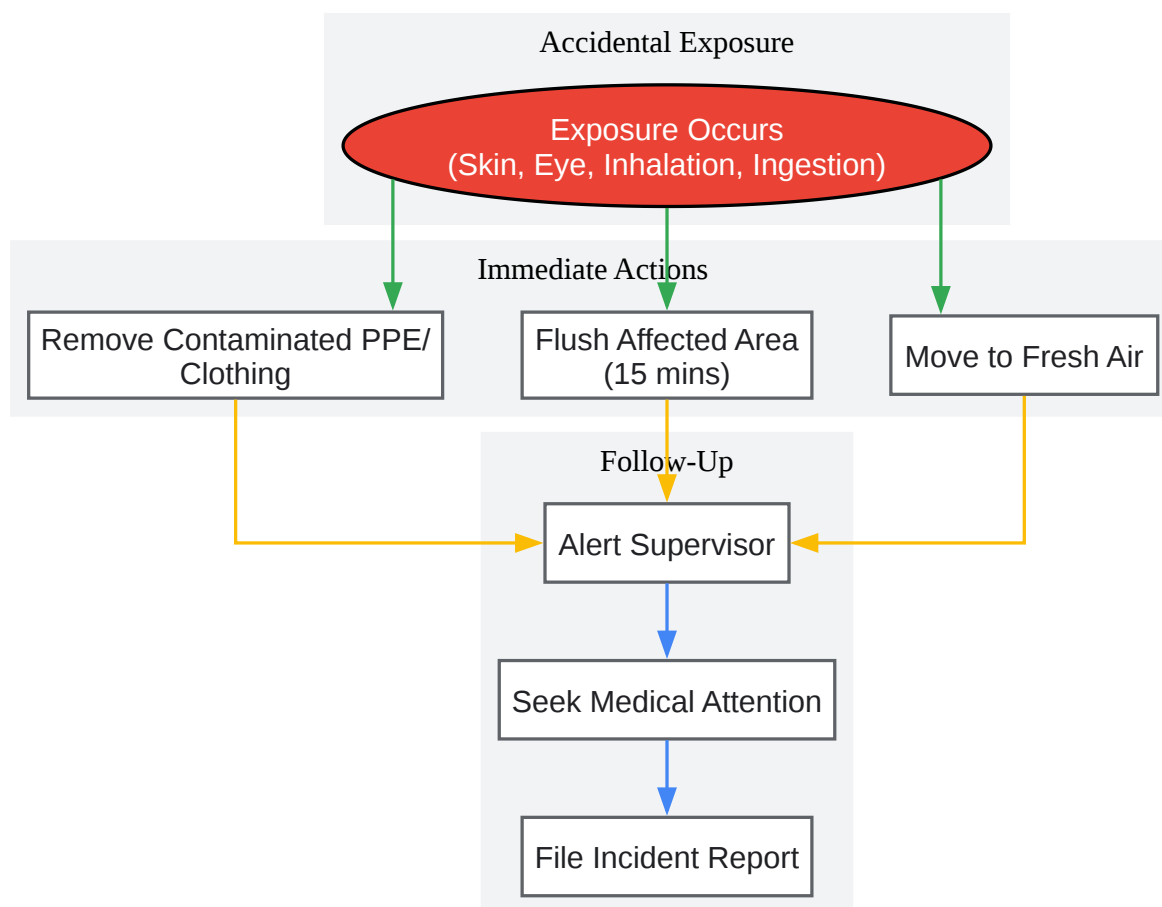 Accidental Exposure
Exposure Occurs
(Skin, Eye, Inhalation, Ingestion)
Immediate Actions
Remove Contaminated PPE/
Clothing
Flush Affected Area
(15 mins)
Move to Fresh Air
Follow-Up
Alert Supervisor
Seek Medical Attention
File Incident Report